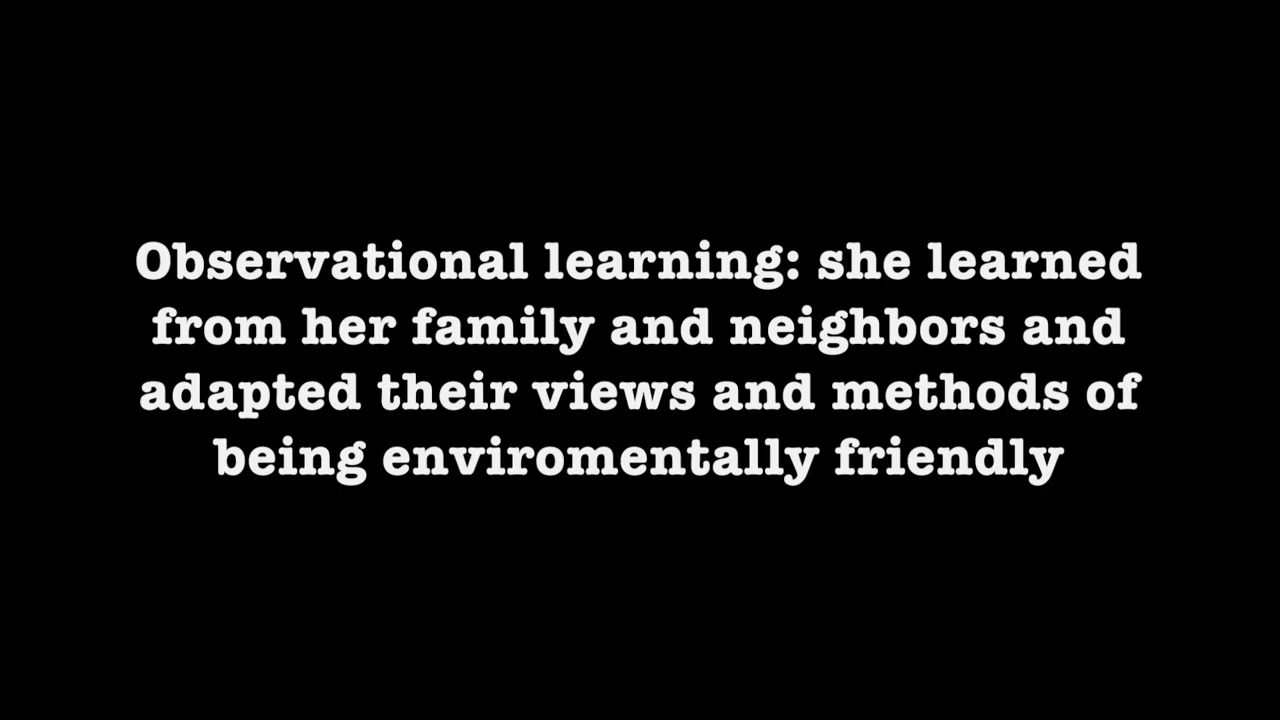 Observational learning: she learned
from her family and neighbors and
adapted their views and methods of
being enviromentally friendly